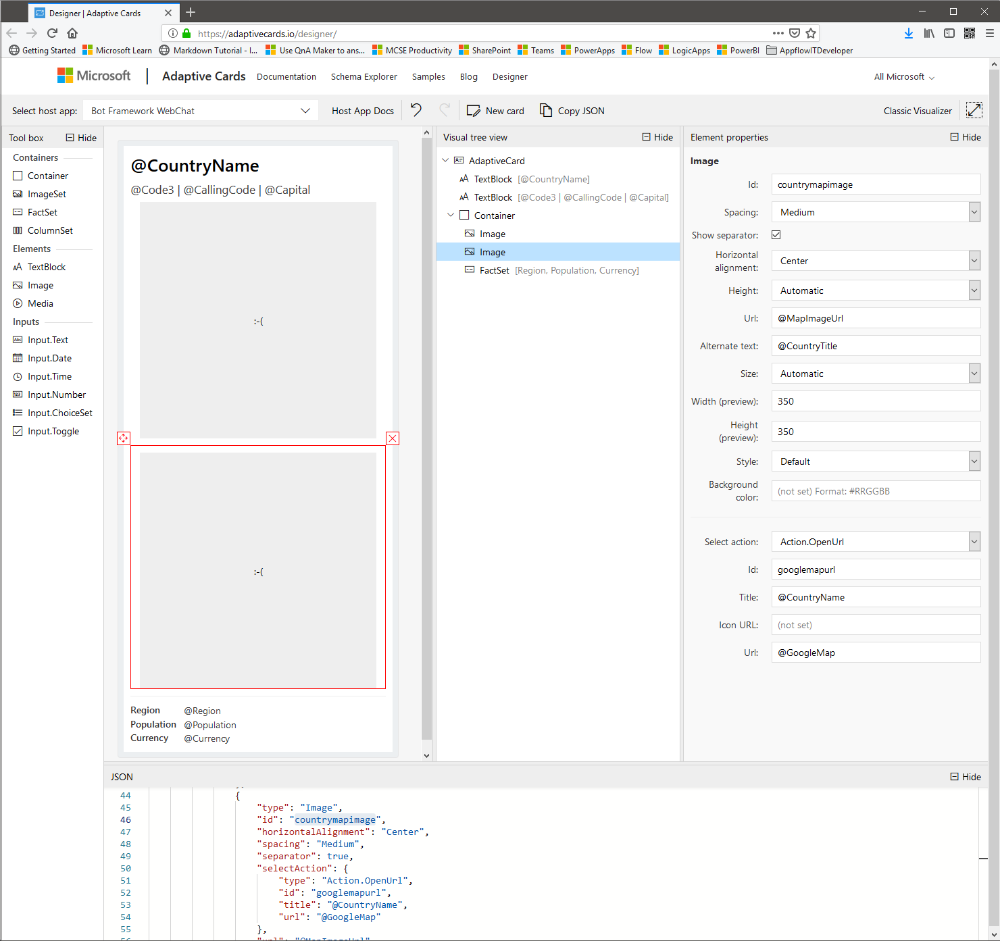 Designer | Adaptive Cards
https://adaptivecards.io/designer/
Getting Started Microsoft Learn Markdown Tutorial - I... Use QnA Maker to ans... MCSE Productivity SharePoint Teams PowerApps Flow LogicApps PowerBI AppflowITDeveloper
Microsoft Adaptive Cards Documentation Schema Explorer Samples Blog Designer All Microsoft
Select host app: Bot Framework WebChat Host App Docs New card Copy JSON Classic Visualizer
Tool box Hide
Containers
Container
ImageSet
FactSet
ColumnSet
Elements
TextBlock
Image
Media
Inputs
Input.Text
Input.Date
Input.Time
Input.Number
Input.ChoiceSet
Input.Toggle
@CountryName
@Code3 | @CallingCode | @Capital
:-(
:-(
Region @Region
Population @Population
Currency @Currency
Visual tree view Hide
AdaptiveCard
TextBlock [@CountryName]
TextBlock [@Code3 | @CallingCode | @Capital]
Container
Image
Image
FactSet [Region, Population, Currency]
Element properties Hide
Image
Id: countrymapimage
Spacing: Medium
Show separator:
Horizontal
alignment: Center
Height: Automatic
Url: @MapImageUrl
Alternate text: @CountryTitle
Size: Automatic
Width (preview): 350
Height
(preview): 350
Style: Default
Background
color: (not set) Format: #RRGGBB
Select action: Action.OpenUrl
Id: googlemapurl
Title: @CountryName
Icon URL: (not set)
Url: @GoogleMap
JSON Hide
44 {
45 "type": "Image",
46 "id": "countrymapimage",
47 "horizontalAlignment": "Center",
48 "spacing": "Medium",
49 "separator": true,
50 "selectAction": {
51 "type": "Action.OpenUrl",
52 "id": "googlemapurl",
53 "title": "@CountryName",
54 "url": "@GoogleMap"
55 },
56 "url": "@MapImageUrl"